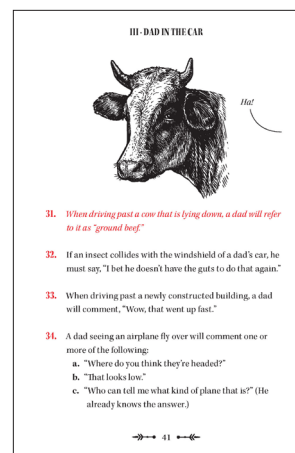 III · DAD IN THE CAR
Ha!
31. When driving past a cow that is lying down, a dad will refer
to it as "ground beef."
32. If an insect collides with the windshield of a dad's car, he
must say, "I bet he doesn't have the guts to do that again."
33. When driving past a newly constructed building, a dad
will comment, "Wow, that went up fast."
34. A dad seeing an airplane fly over will comment one or
more of the following:
a. "Where do you think they're headed?"
b. "That looks low."
c. "Who can tell me what kind of plane that is?" (He
already knows the answer.)
41